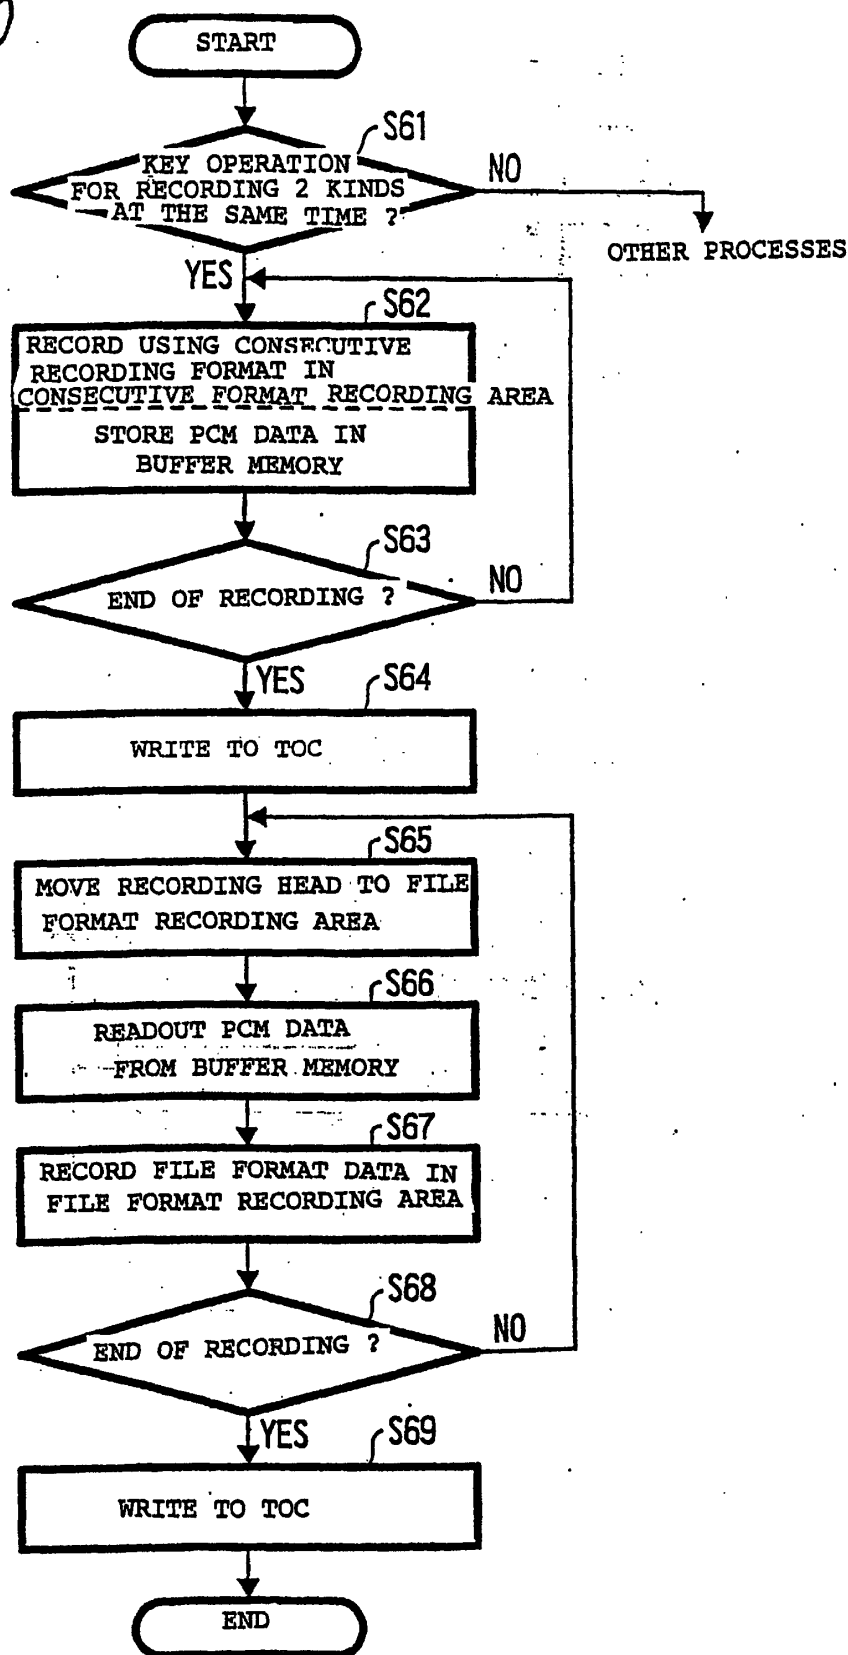 START
S61
KEY OPERATION
FOR RECORDING 2 KINDS
AT THE SAME TIME ?
NO
OTHER PROCESSES
YES
S62
RECORD USING CONSECUTIVE
RECORDING FORMAT IN
CONSECUTIVE FORMAT RECORDING AREA
STORE PCM DATA IN
BUFFER MEMORY
S63
END OF RECORDING ?
NO
YES
S64
WRITE TO TOC
S65
MOVE RECORDING HEAD TO FILE
FORMAT RECORDING AREA
S66
READOUT PCM DATA
FROM BUFFER MEMORY
S67
RECORD FILE FORMAT DATA IN
FILE FORMAT RECORDING AREA
S68
END OF RECORDING ?
NO
YES
S69
WRITE TO TOC
END